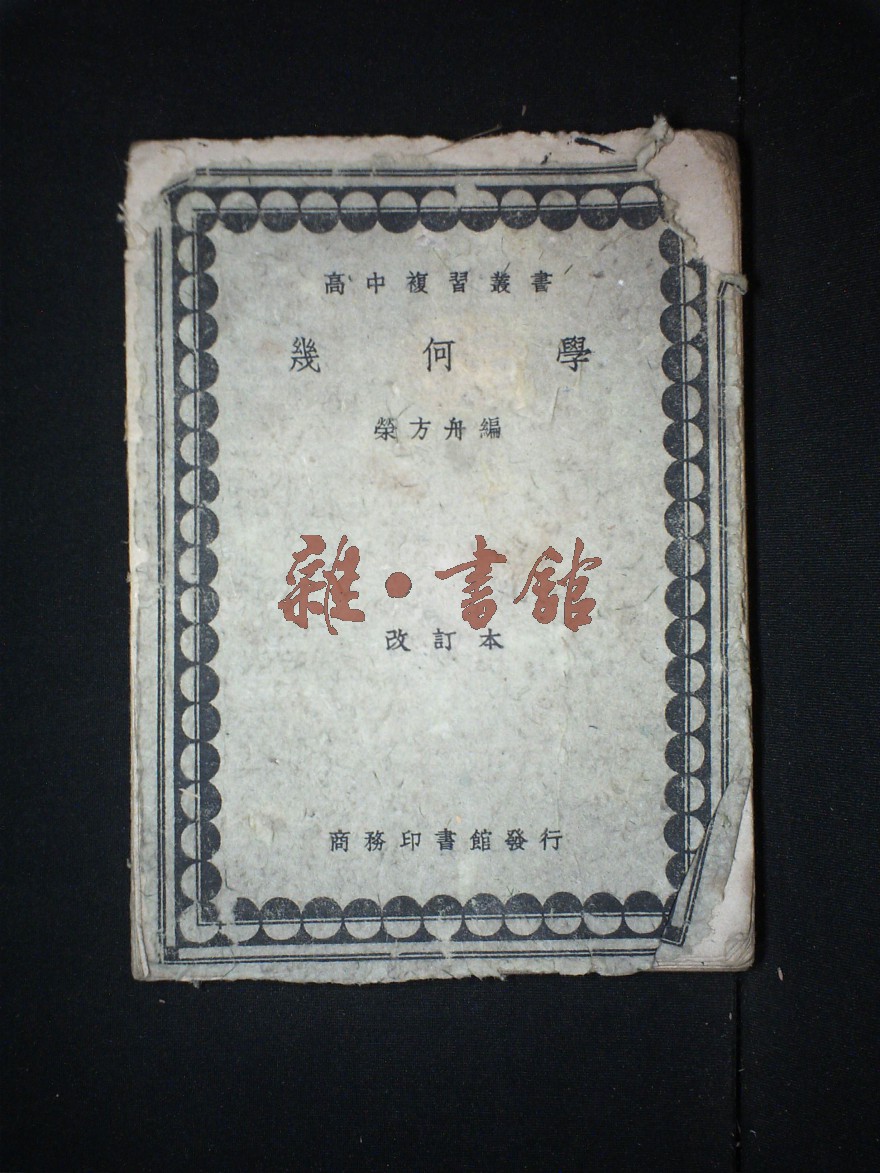 高中複習叢書
幾何學
榮方舟編
雜·書館
改訂本
商務印書館發行